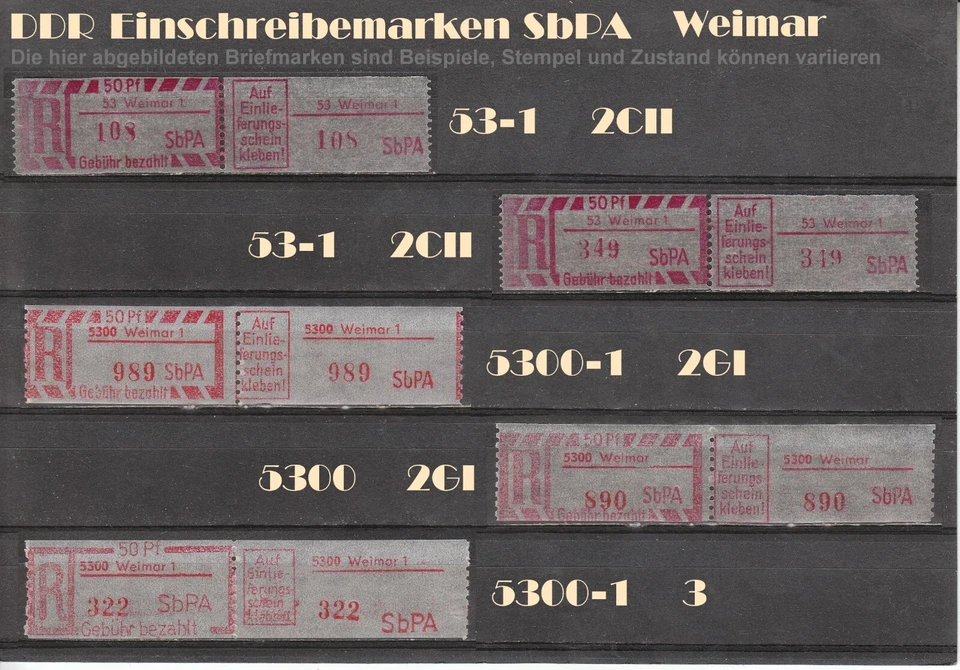 DDR Einschreibemarken SbPA Weimar
Die hier abgebildeten Briefmarken sind Beispiele, Stempel und Zustand können variieren
50 Pf
R
53 Weimar 1
108 SbPA
Gebühr bezahlt
Auf
Einlie-
ferungs-
schein
kleben!
53 Weimar 1
108 SbPA
53-1 2CII
53-1 2CII
50 Pf
R
53 Weimar 1
349 SbPA
Gebühr bezahlt
Auf
Einlie-
ferungs-
schein
kleben!
53 Weimar 1
349 SbPA
50 Pf
R
5300 Weimar 1
989 SbPA
Gebühr bezahlt
Auf
Einlie-
ferungs-
schein
kleben!
5300 Weimar 1
989 SbPA
5300-1 2GI
5300 2GI
50 Pf
R
5300 Weimar
890 SbPA
Gebühr bezahlt
Auf
Einlie-
ferungs-
schein
kleben!
5300 Weimar
890 SbPA
50 Pf
R
5300 Weimar 1
322 SbPA
Gebühr bezahlt
Auf
Einlie-
ferungs-
schein
kleben!
5300 Weimar 1
322 SbPA
5300-1 3